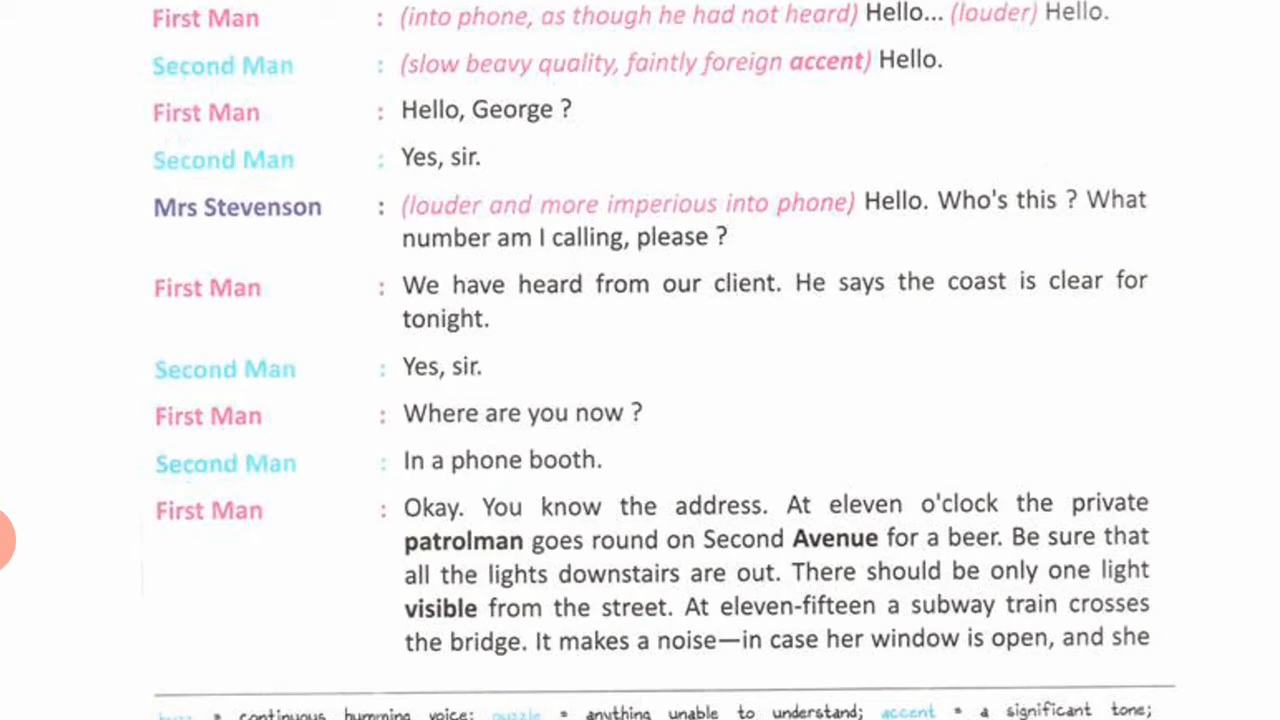 First Man : (into phone, as though he had not heard) Hello... (louder) Hello.
Second Man : (slow beavy quality, faintly foreign accent) Hello.
First Man : Hello, George ?
Second Man : Yes, sir.
Mrs Stevenson : (louder and more imperious into phone) Hello. Who's this ? What
number am I calling, please ?
First Man : We have heard from our client. He says the coast is clear for
tonight.
Second Man : Yes, sir.
First Man : Where are you now ?
Second Man : In a phone booth.
First Man : Okay. You know the address. At eleven o'clock the private
patrolman goes round on Second Avenue for a beer. Be sure that
all the lights downstairs are out. There should be only one light
visible from the street. At eleven-fifteen a subway train crosses
the bridge. It makes a noise—in case her window is open, and she
buzz = continuous humming voice; puzzle = anything unable to understand; accent = a significant tone;